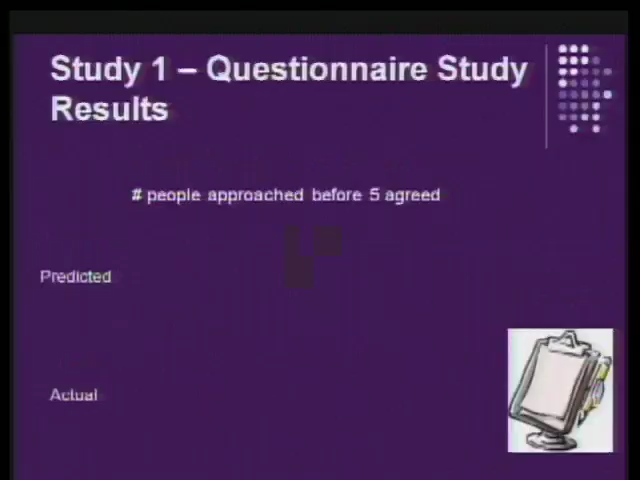 Study 1 – Questionnaire Study
Results
# people approached before 5 agreed
Predicted
Actual